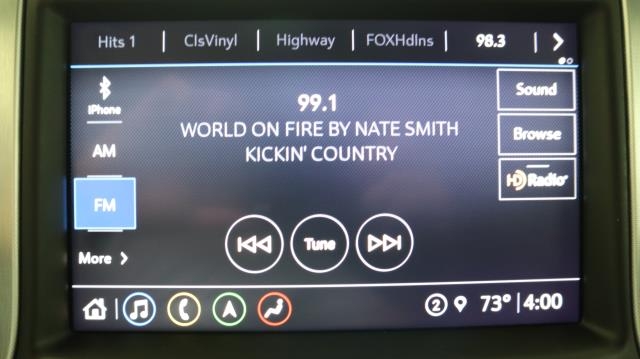 Hits 1 ClsVinyl Highway FOXHdlns 98.3
iPhone
AM
FM
More
99.1
WORLD ON FIRE BY NATE SMITH
KICKIN' COUNTRY
Sound
Browse
HD Radio
Tune
2 73° 4:00